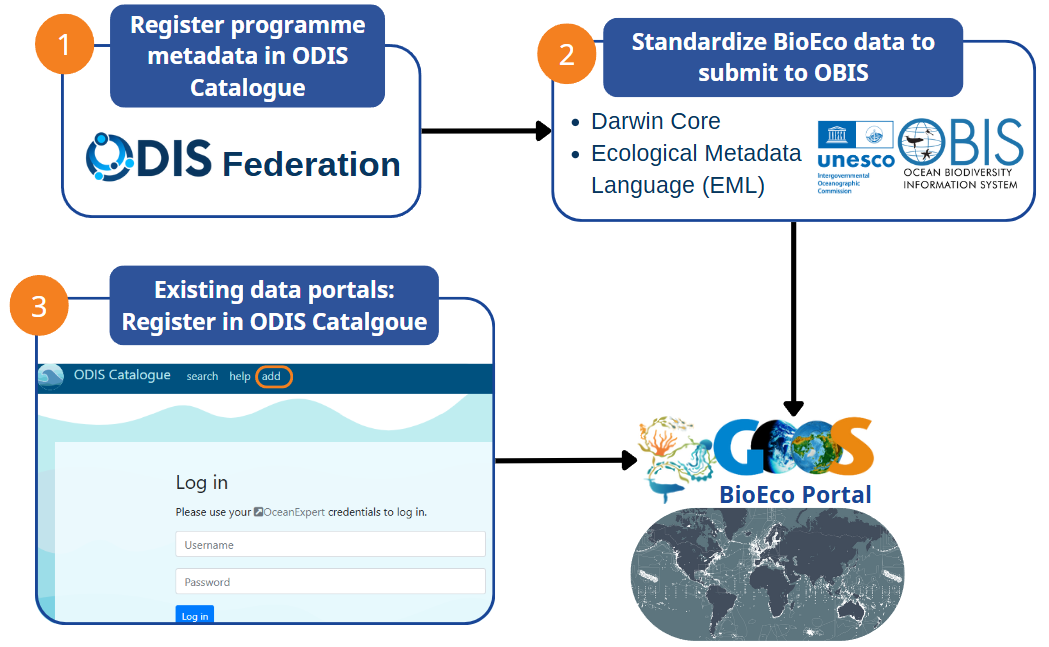 1
Register programme
metadata in ODIS
Catalogue
ODIS Federation
2
Standardize BioEco data to
submit to OBIS
• Darwin Core
• Ecological Metadata
Language (EML)
unesco
Intergovernmental
Oceanographic
Commission
OBIS
OCEAN BIODIVERSITY
INFORMATION SYSTEM
3
Existing data portals:
Register in ODIS Catalgoue
ODIS Catalogue search help add
Log in
Please use your OceanExpert credentials to log in.
Username
Password
Log in
GOOS
BioEco Portal